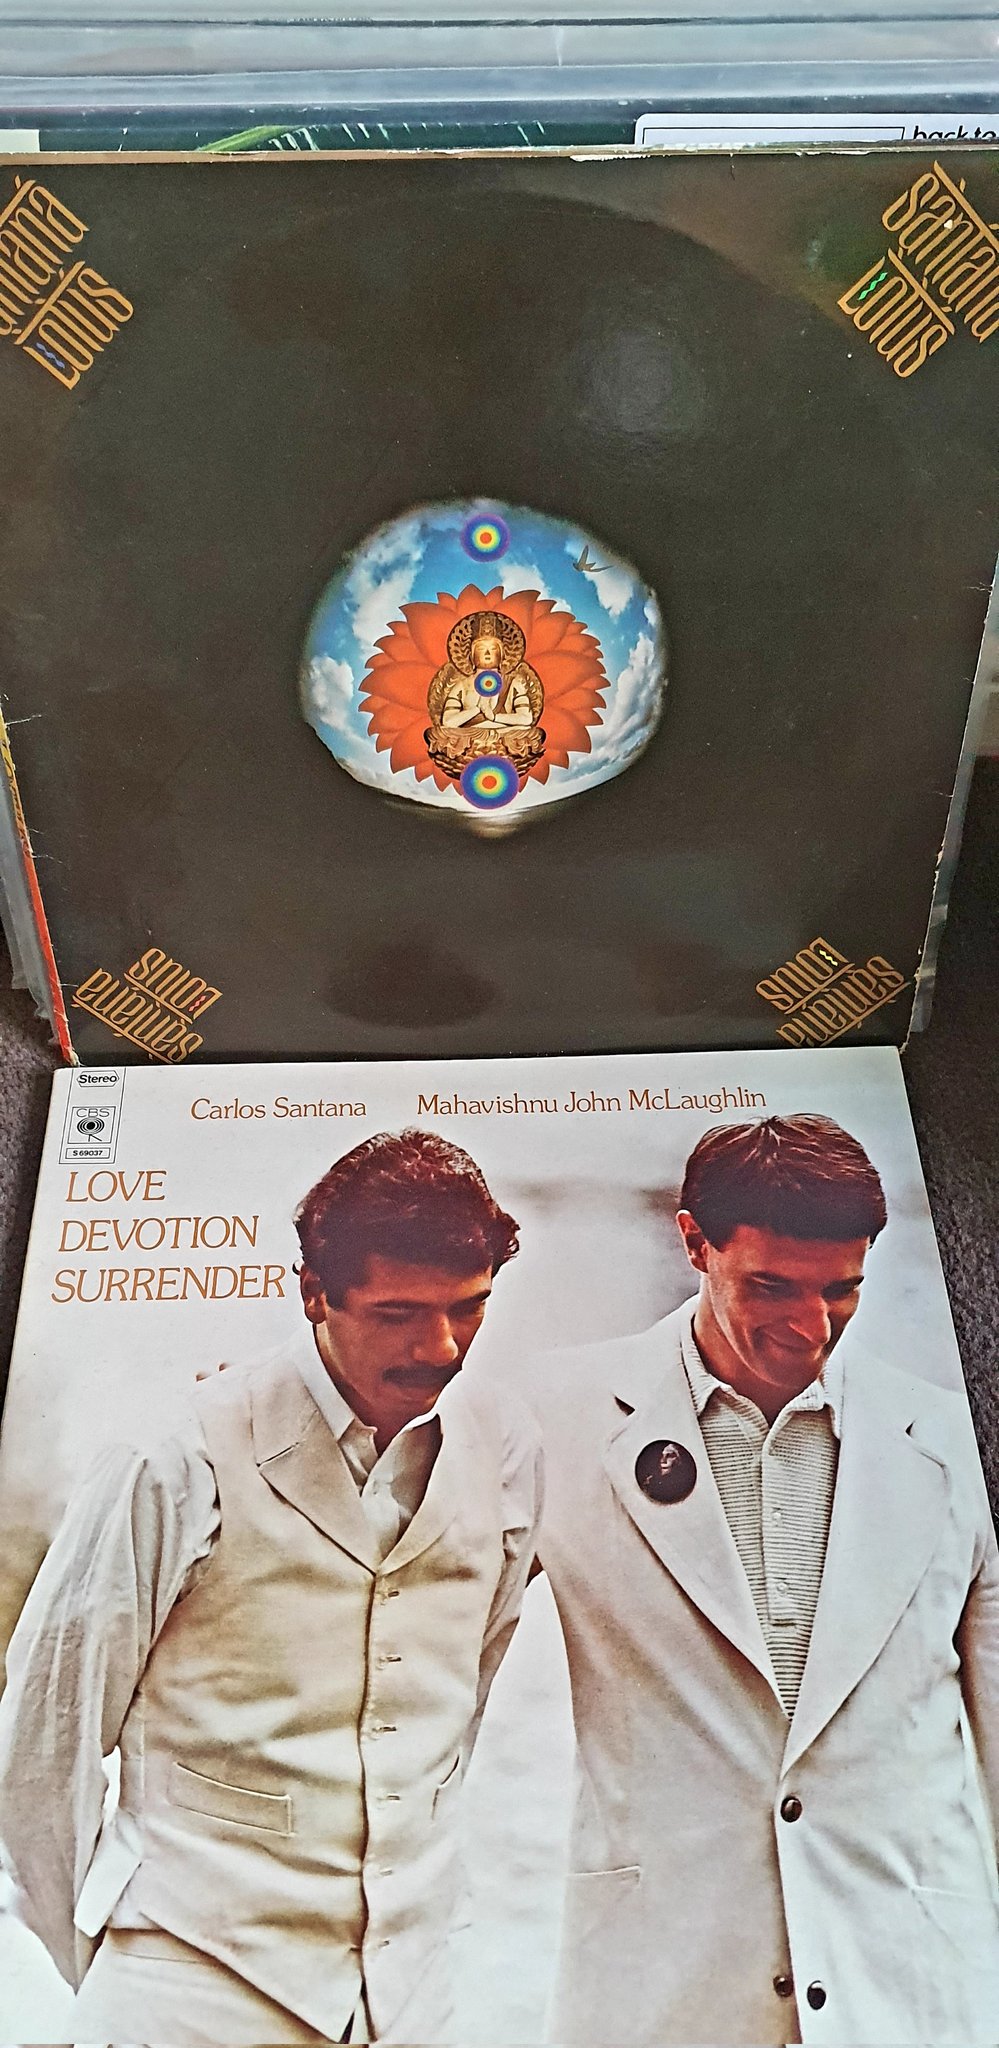 back to
Santana
Lotus
Santana
Lotus
Lotus
Santana
Lotus
Santana
Stereo
CBS
S 69037
Carlos Santana Mahavishnu John McLaughlin
LOVE
DEVOTION
SURRENDER